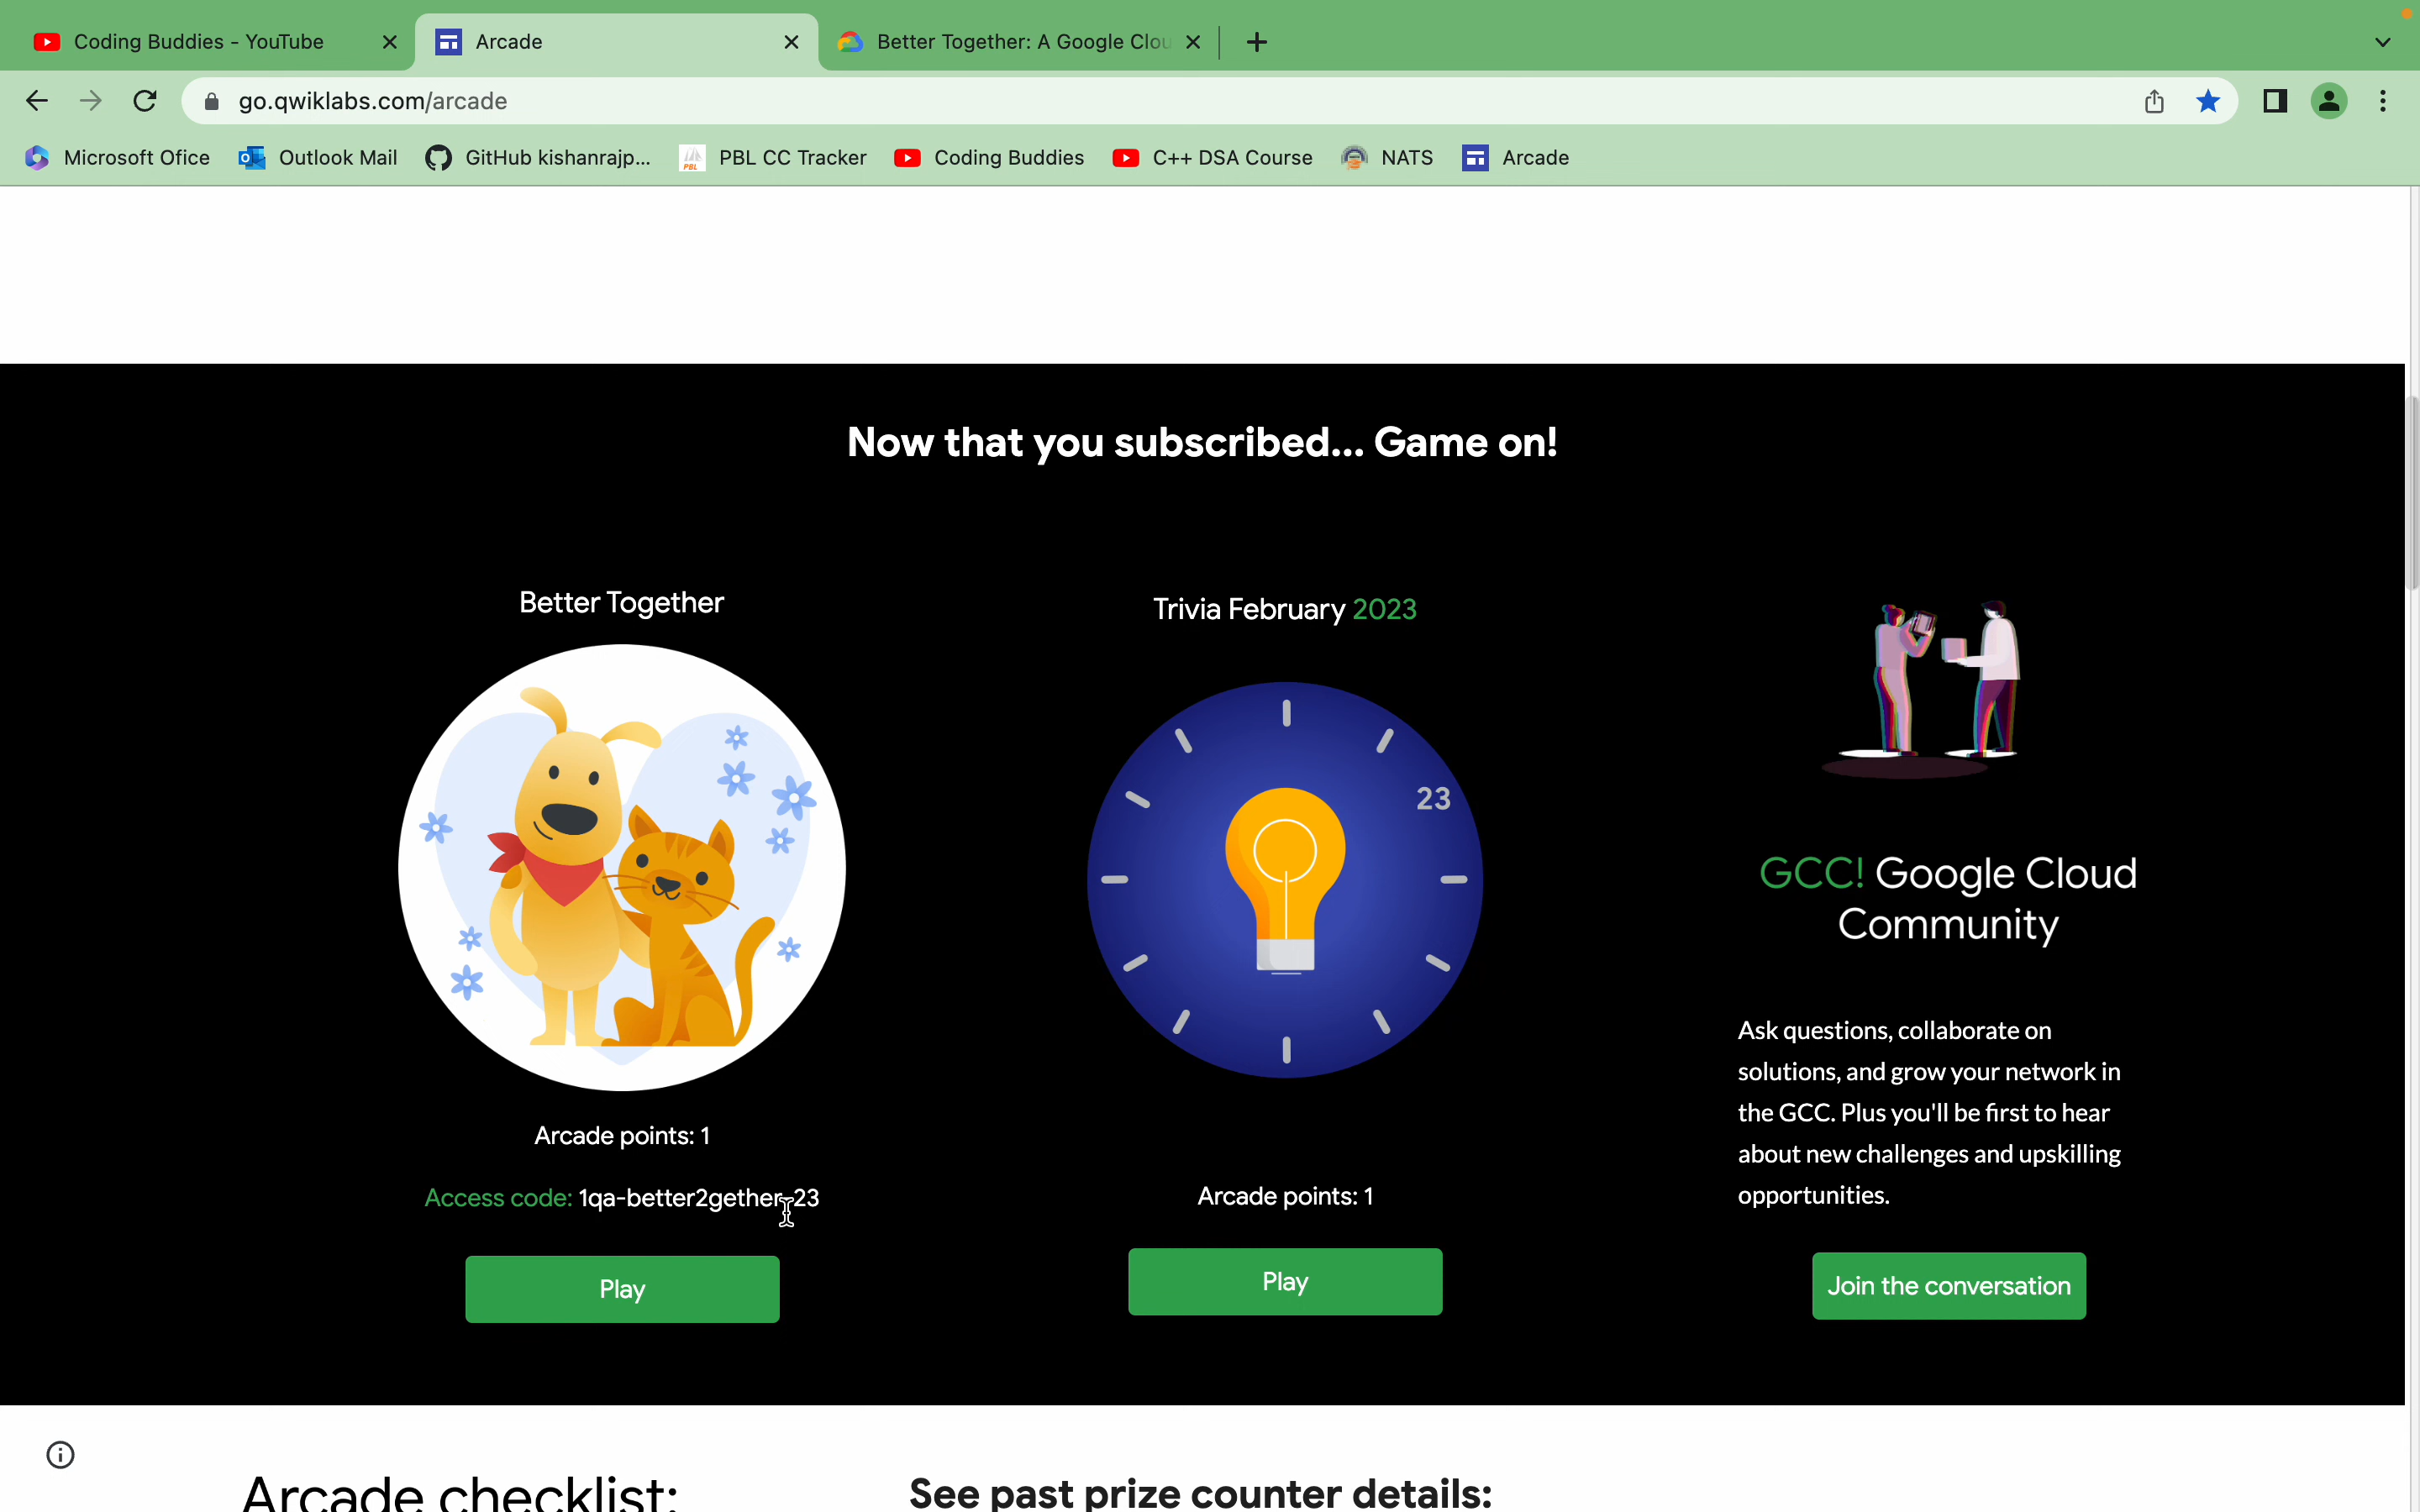 Coding Buddies - YouTube
Arcade
Better Together: A Google Clou
go.qwiklabs.com/arcade
Microsoft Ofice
Outlook Mail
GitHub kishanrajp...
PBL CC Tracker
Coding Buddies
C++ DSA Course
NATS
Arcade
Now that you subscribed... Game on!
Better Together
Arcade points: 1
Access code: 1qa-better2gether-23
Play
Trivia February 2023
23
Arcade points: 1
Play
GCC! Google Cloud
Community
Ask questions, collaborate on
solutions, and grow your network in
the GCC. Plus you'll be first to hear
about new challenges and upskilling
opportunities.
Join the conversation
Arcade checklist:
See past prize counter details: